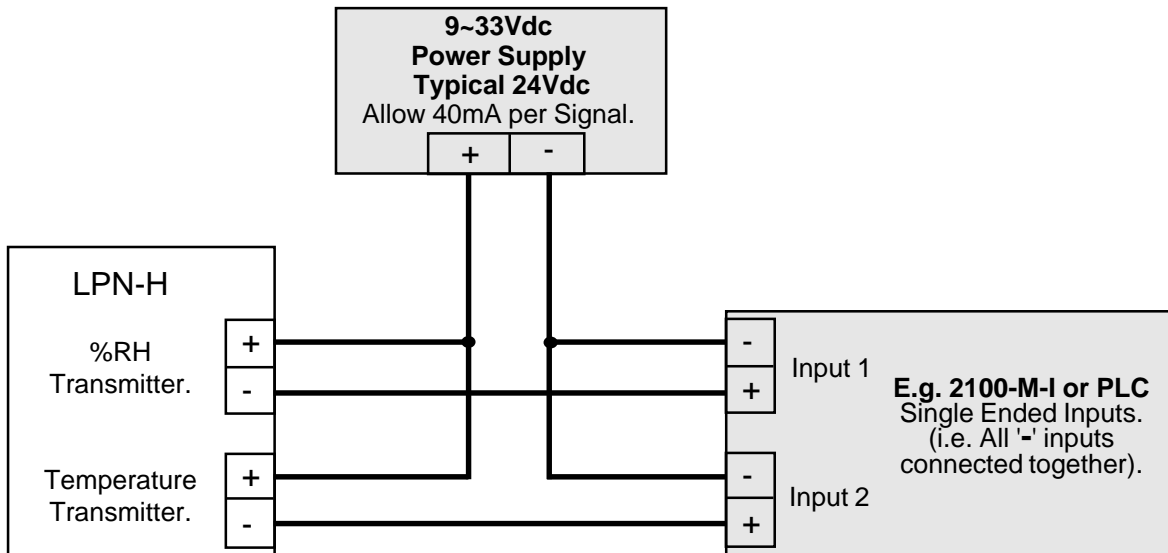 9~33Vdc
Power Supply
Typical 24Vdc
Allow 40mA per Signal.
+ -
LPN-H
%RH
Transmitter.
+
-
Temperature
Transmitter.
+
-
-
+
Input 1
-
+
Input 2
E.g. 2100-M-I or PLC
Single Ended Inputs.
(i.e. All '-' inputs
connected together).